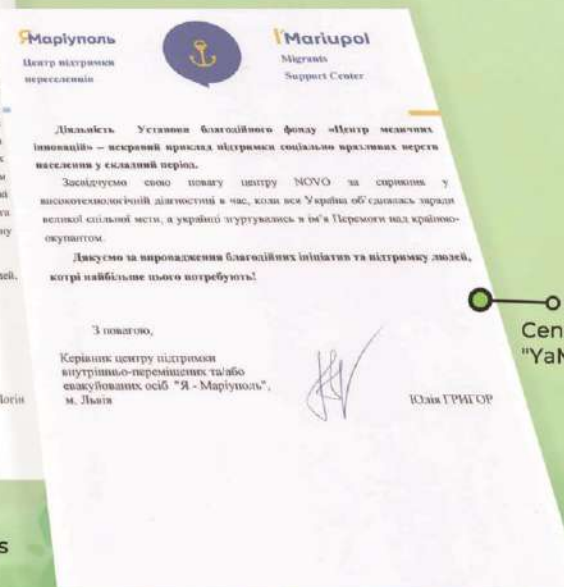 ЯМаріуполь
Центр підтримки
переселенців
I'Mariupol
Migrants
Support Center
Діяльність Установи благодійного фонду «Центр медичних
інновацій» – яскравий приклад підтримки соціально вразливих верств
населення у складний період.
Засвідчуємо свою повагу центру NOVO за сприяння у
високотехнологічній діагностиці в час, коли вся Україна об'єдналась заради
великої спільної мети, а українці згуртувались в ім'я Перемоги над країною-
окупантом.
Дякуємо за впровадження благодійних ініціатив та підтримку людей,
котрі найбільше цього потребують!
З повагою,
Керівник центру підтримки
внутрішньо-переміщених та/або
евакуйованих осіб "Я - Маріуполь",
м. Львів
Юлія ГРИГОР
Cen
"YaM